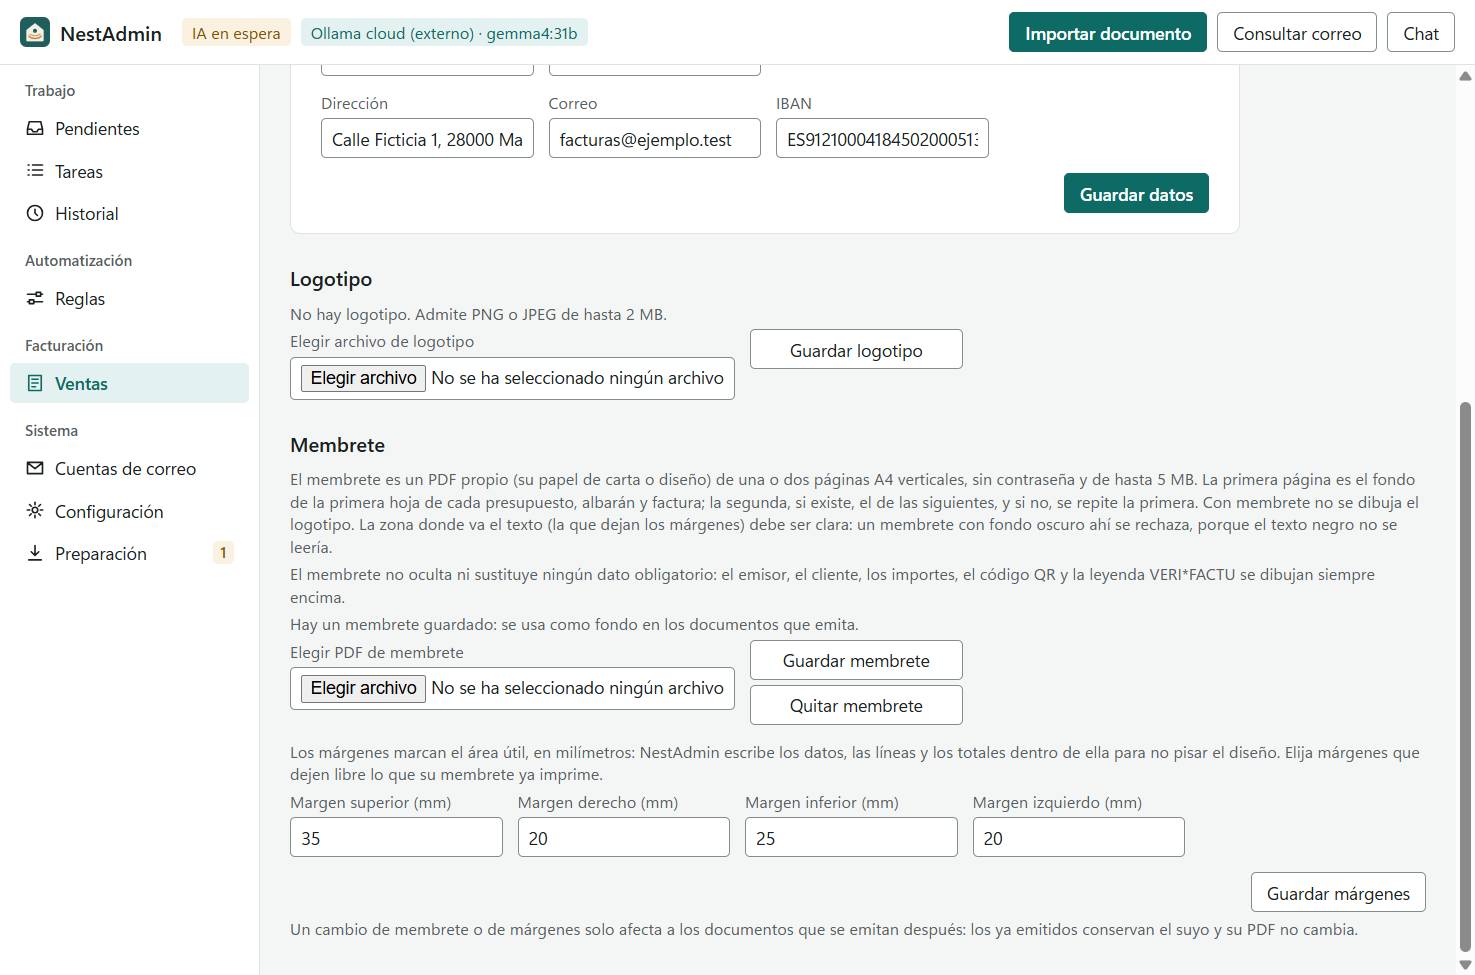 NestAdmin
IA en espera
Ollama cloud (externo) · gemma4:31b
Importar documento
Consultar correo
Chat
Trabajo
Pendientes
Tareas
Historial
Automatización
Reglas
Facturación
Ventas
Sistema
Cuentas de correo
Configuración
Preparación
1
Dirección
Correo
IBAN
Calle Ficticia 1, 28000 Ma
facturas@ejemplo.test
ES91210004184502000513
Guardar datos
Logotipo
No hay logotipo. Admite PNG o JPEG de hasta 2 MB.
Elegir archivo de logotipo
Guardar logotipo
Elegir archivo No se ha seleccionado ningún archivo
Membrete
El membrete es un PDF propio (su papel de carta o diseño) de una o dos páginas A4 verticales, sin contraseña y de hasta 5 MB. La primera página es el fondo
de la primera hoja de cada presupuesto, albarán y factura; la segunda, si existe, el de las siguientes, y si no, se repite la primera. Con membrete no se dibuja el
logotipo. La zona donde va el texto (la que dejan los márgenes) debe ser clara: un membrete con fondo oscuro ahí se rechaza, porque el texto negro no se
leería.
El membrete no oculta ni sustituye ningún dato obligatorio: el emisor, el cliente, los importes, el código QR y la leyenda VERI*FACTU se dibujan siempre
encima.
Hay un membrete guardado: se usa como fondo en los documentos que emita.
Elegir PDF de membrete
Guardar membrete
Elegir archivo No se ha seleccionado ningún archivo
Quitar membrete
Los márgenes marcan el área útil, en milímetros: NestAdmin escribe los datos, las líneas y los totales dentro de ella para no pisar el diseño. Elija márgenes que
dejen libre lo que su membrete ya imprime.
Margen superior (mm)
Margen derecho (mm)
Margen inferior (mm)
Margen izquierdo (mm)
35
20
25
20
Guardar márgenes
Un cambio de membrete o de márgenes solo afecta a los documentos que se emitan después: los ya emitidos conservan el suyo y su PDF no cambia.